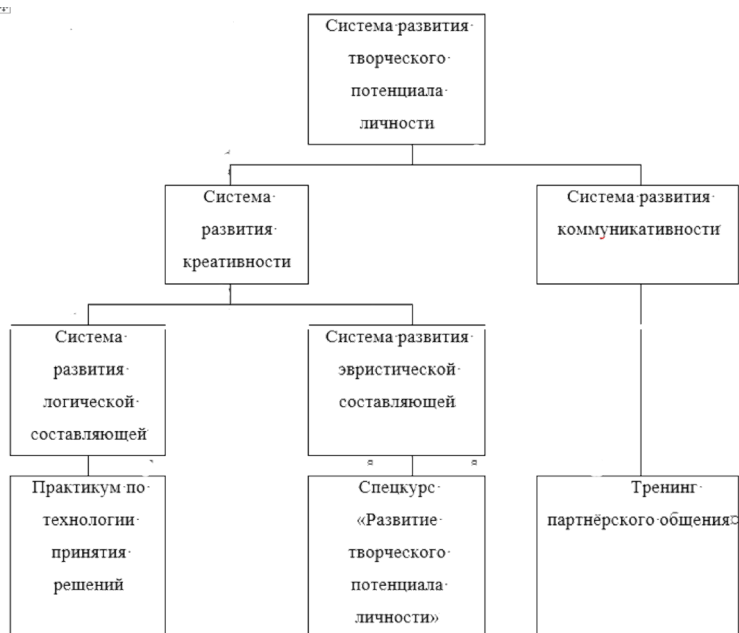 Система развития
творческого
потенциала
личности
Система
развития
креативности
Система развития
коммуникативности
Система
развития
логической
составляющей
Система развития
эвристической
составляющей
Практикум по
технологии
принятия
решений
Спецкурс
«Развитие
творческого
потенциала
личности»
Тренинг
партнёрского общения